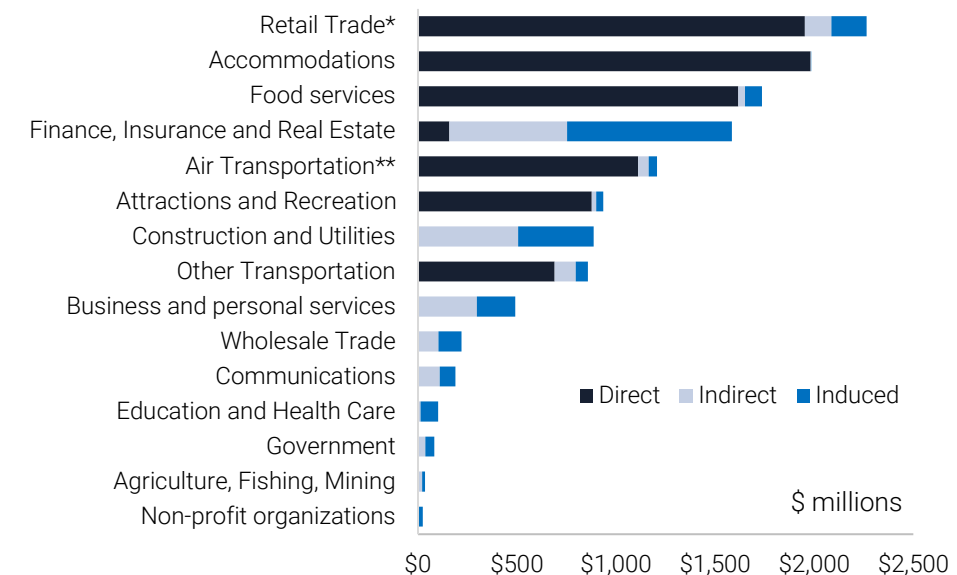 Retail Trade*
Accommodations
Food services
Finance, Insurance and Real Estate
Air Transportation**
Attractions and Recreation
Construction and Utilities
Other Transportation
Business and personal services
Wholesale Trade
Communications
Education and Health Care
Government
Agriculture, Fishing, Mining
Non-profit organizations
Direct Indirect Induced
$ millions
$0 $500 $1,000 $1,500 $2,000 $2,500